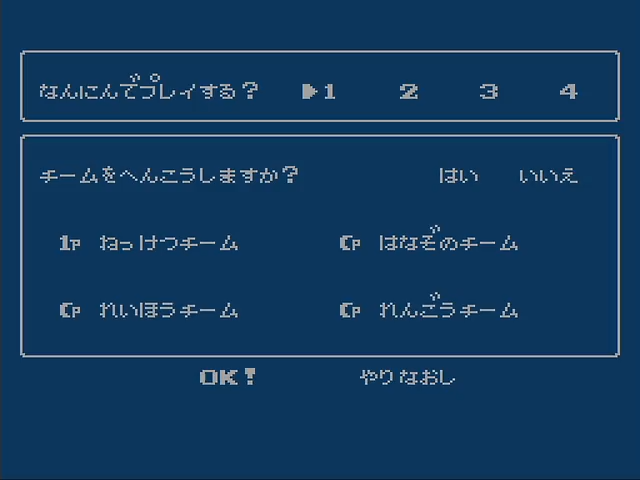 なんにんでプレイする? ▶1 2 3 4
チームをへんこうしますか? はい いいえ
1P ねっけつチーム CP はなぞのチーム
CP れいほうチーム CP れんごうチーム
OK! やりなおし